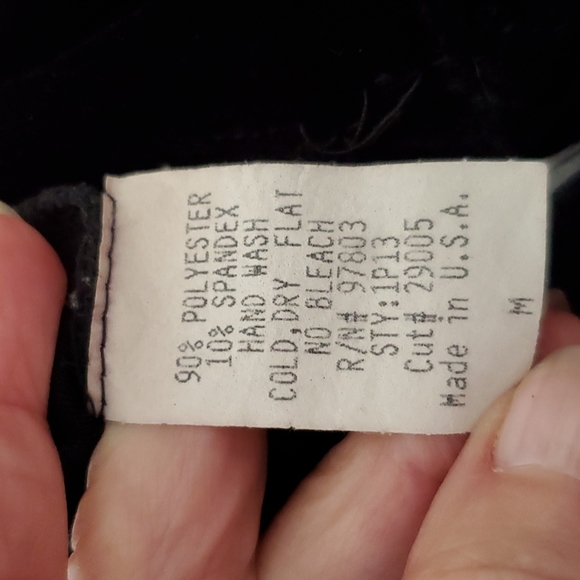 90% POLYESTER
10% SPANDEX
HAND WASH
COLD,DRY FLAT
NO BLEACH
R/N# 97803
STY:1P13
Cut# 29005
Made in U.S.A.
M